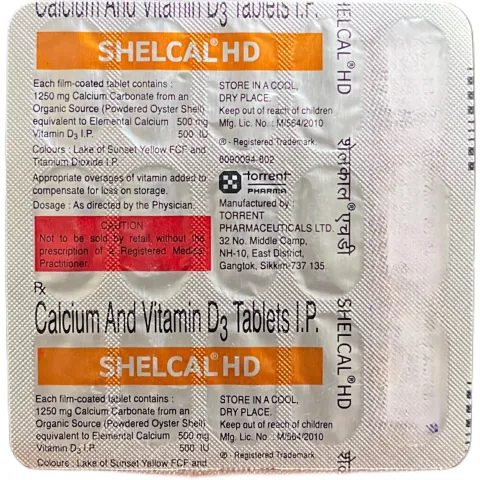 Calcium And Vitamin D3 Tablets I.P.
SHELCAL® HD
Each film-coated tablet contains :
1250 mg Calcium Carbonate from an
Organic Source (Powdered Oyster Shell)
equivalent to Elemental Calcium 500 mg
Vitamin D3 I.P. 500 IU
Colours : Lake of Sunset Yellow FCF and
Titanium Dioxide I.P.
Appropriate overages of vitamin added to
compensate for loss on storage.
Dosage : As directed by the Physician.
CAUTION
Not to be sold by retail without the
prescription of a Registered Medical
Practitioner.
STORE IN A COOL,
DRY PLACE.
Keep out of reach of children
Mfg. Lic. No. : M/564/2010
® - Registered Trademark
8090094-802
torrent
PHARMA
Manufactured by :
TORRENT
PHARMACEUTICALS LTD.
32 No. Middle Camp,
NH-10, East District,
Gangtok, Sikkim-737 135.
SHELCAL® HD
शेलकाल® एचडी
Rx
Calcium And Vitamin D3 Tablets I.P.
SHELCAL® HD
Each film-coated tablet contains :
1250 mg Calcium Carbonate from an
Organic Source (Powdered Oyster Shell)
equivalent to Elemental Calcium 500 mg
Vitamin D3 I.P. 500 IU
Colours : Lake of Sunset Yellow FCF and
STORE IN A COOL,
DRY PLACE.
Keep out of reach of children
Mfg. Lic. No. : M/564/2010
® - Registered Trademark
SHELCAL® HD